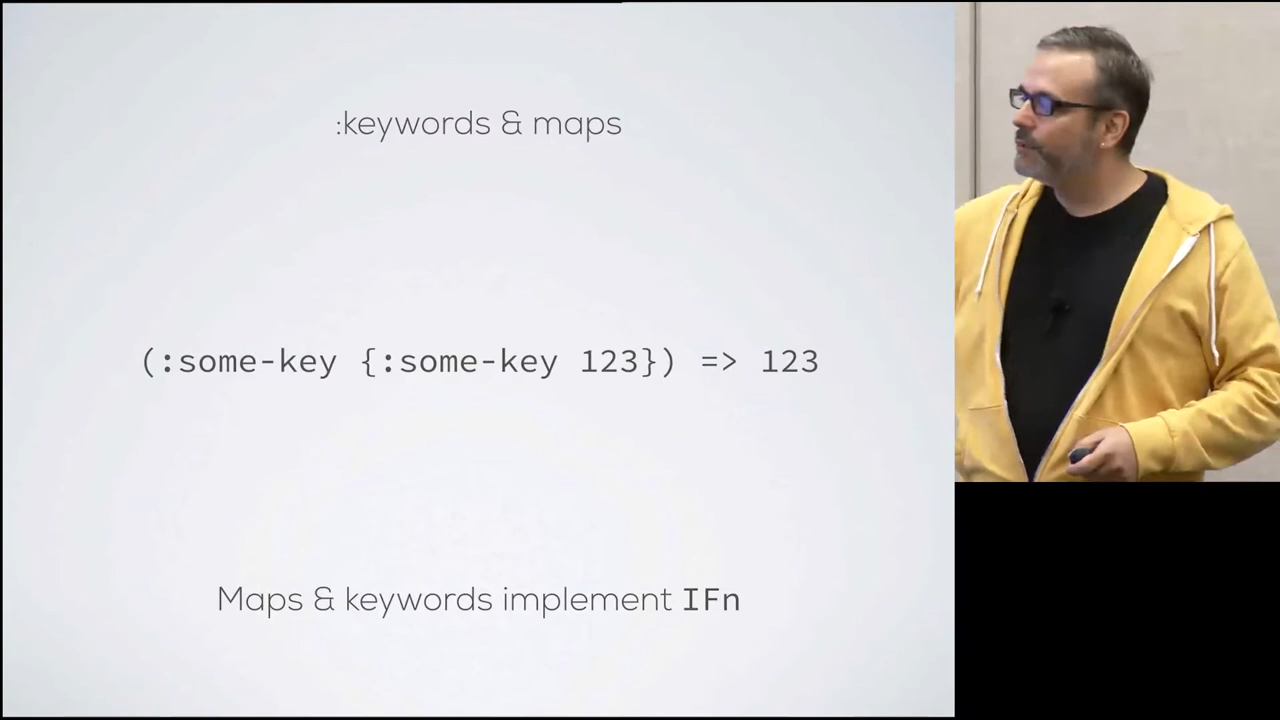 :keywords & maps
(:some-key {:some-key 123}) => 123
Maps & keywords implement IFn